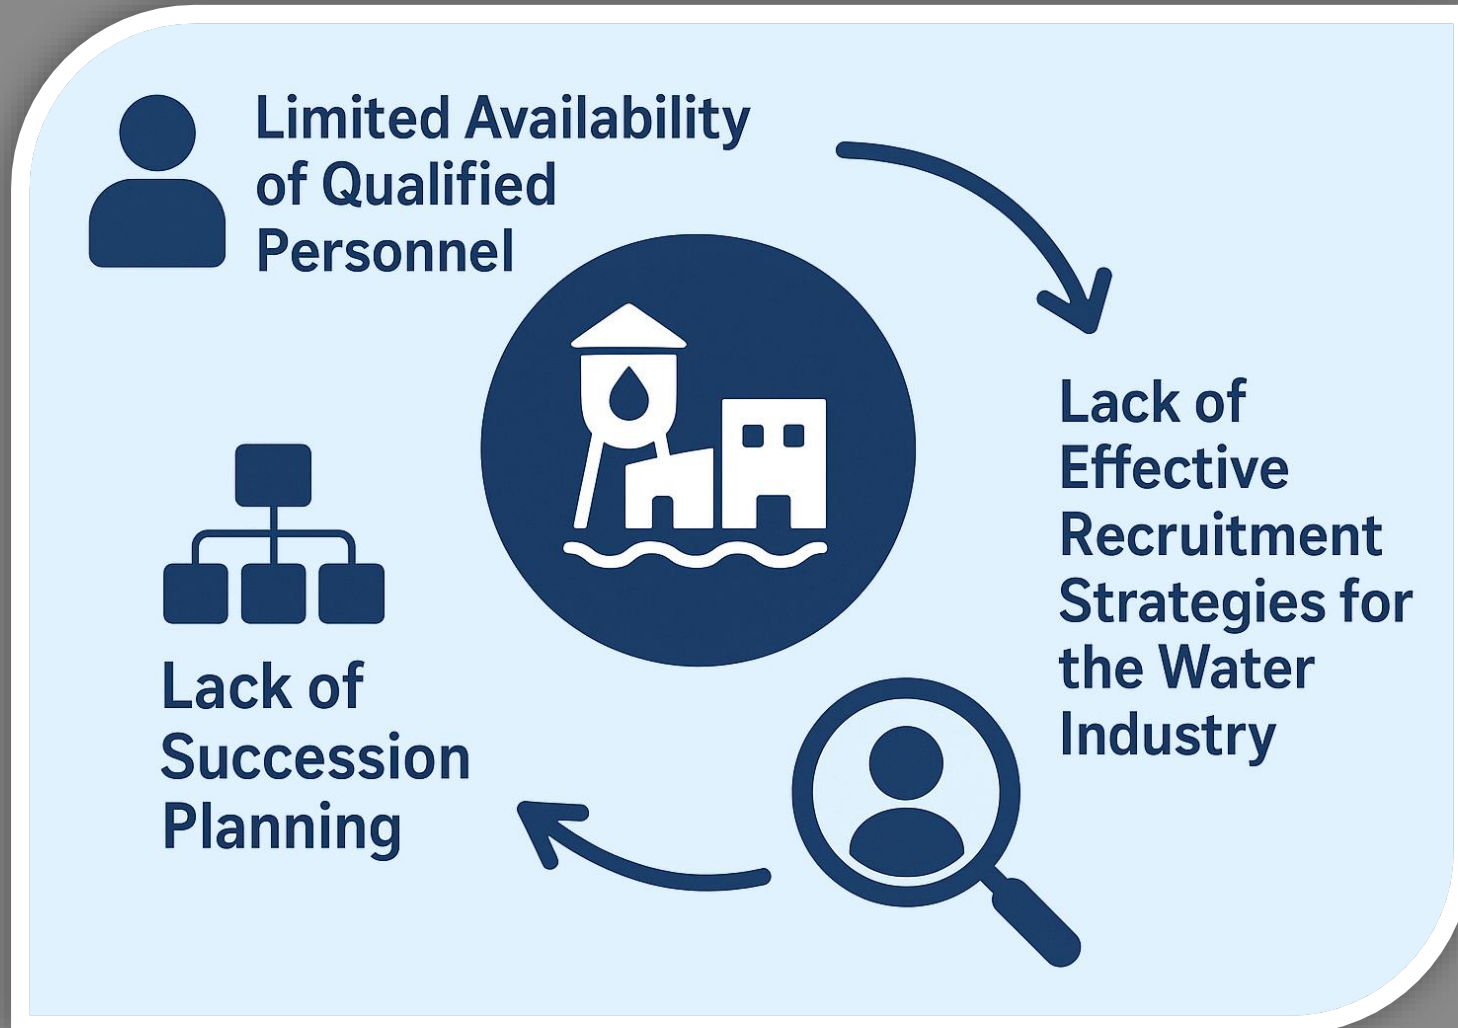 Limited Availability
of Qualified
Personnel
Lack of
Effective
Recruitment
Strategies for
the Water
Industry
Lack of
Succession
Planning